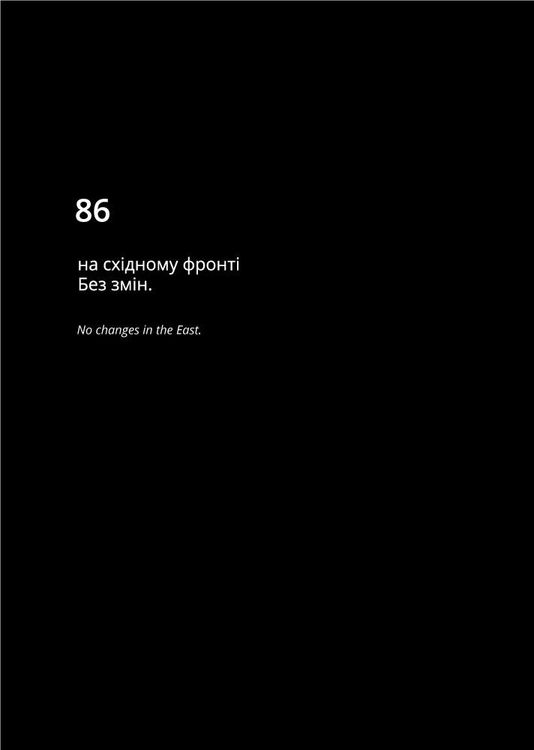 86
на східному фронті
Без змін.
No changes in the East.